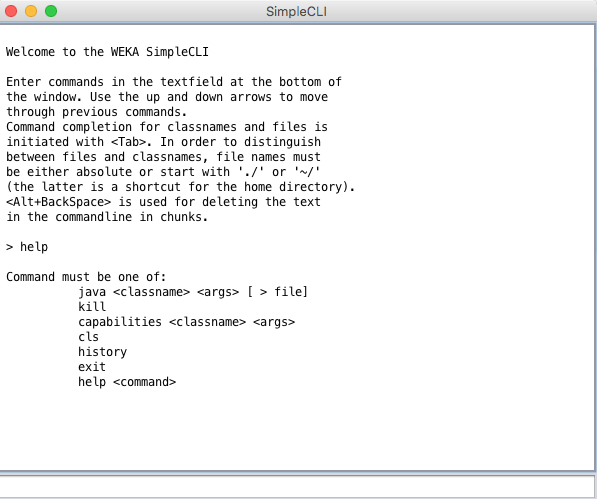 SimpleCLI
Welcome to the WEKA SimpleCLI
Enter commands in the textfield at the bottom of
the window. Use the up and down arrows to move
through previous commands.
Command completion for classnames and files is
initiated with <Tab>. In order to distinguish
between files and classnames, file names must
be either absolute or start with './' or '~/'
(the latter is a shortcut for the home directory).
<Alt+BackSpace> is used for deleting the text
in the commandline in chunks.
> help
Command must be one of:
java <classname> <args> [ > file]
kill
capabilities <classname> <args>
cls
history
exit
help <command>